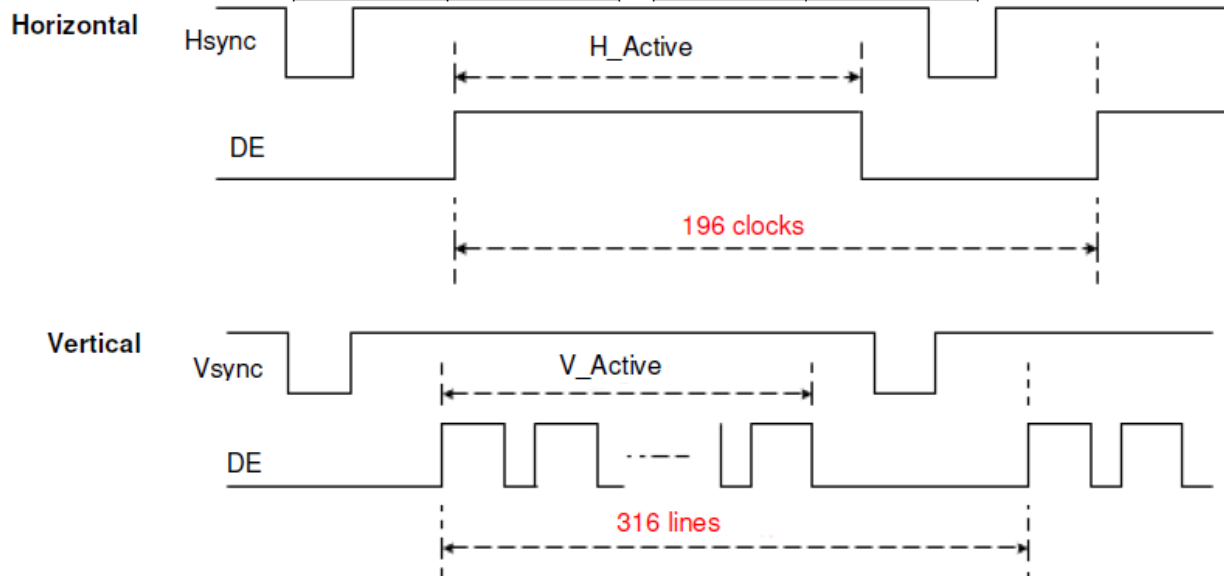 Horizontal
Hsync
H_Active
DE
196 clocks
Vertical
Vsync
V_Active
DE
316 lines